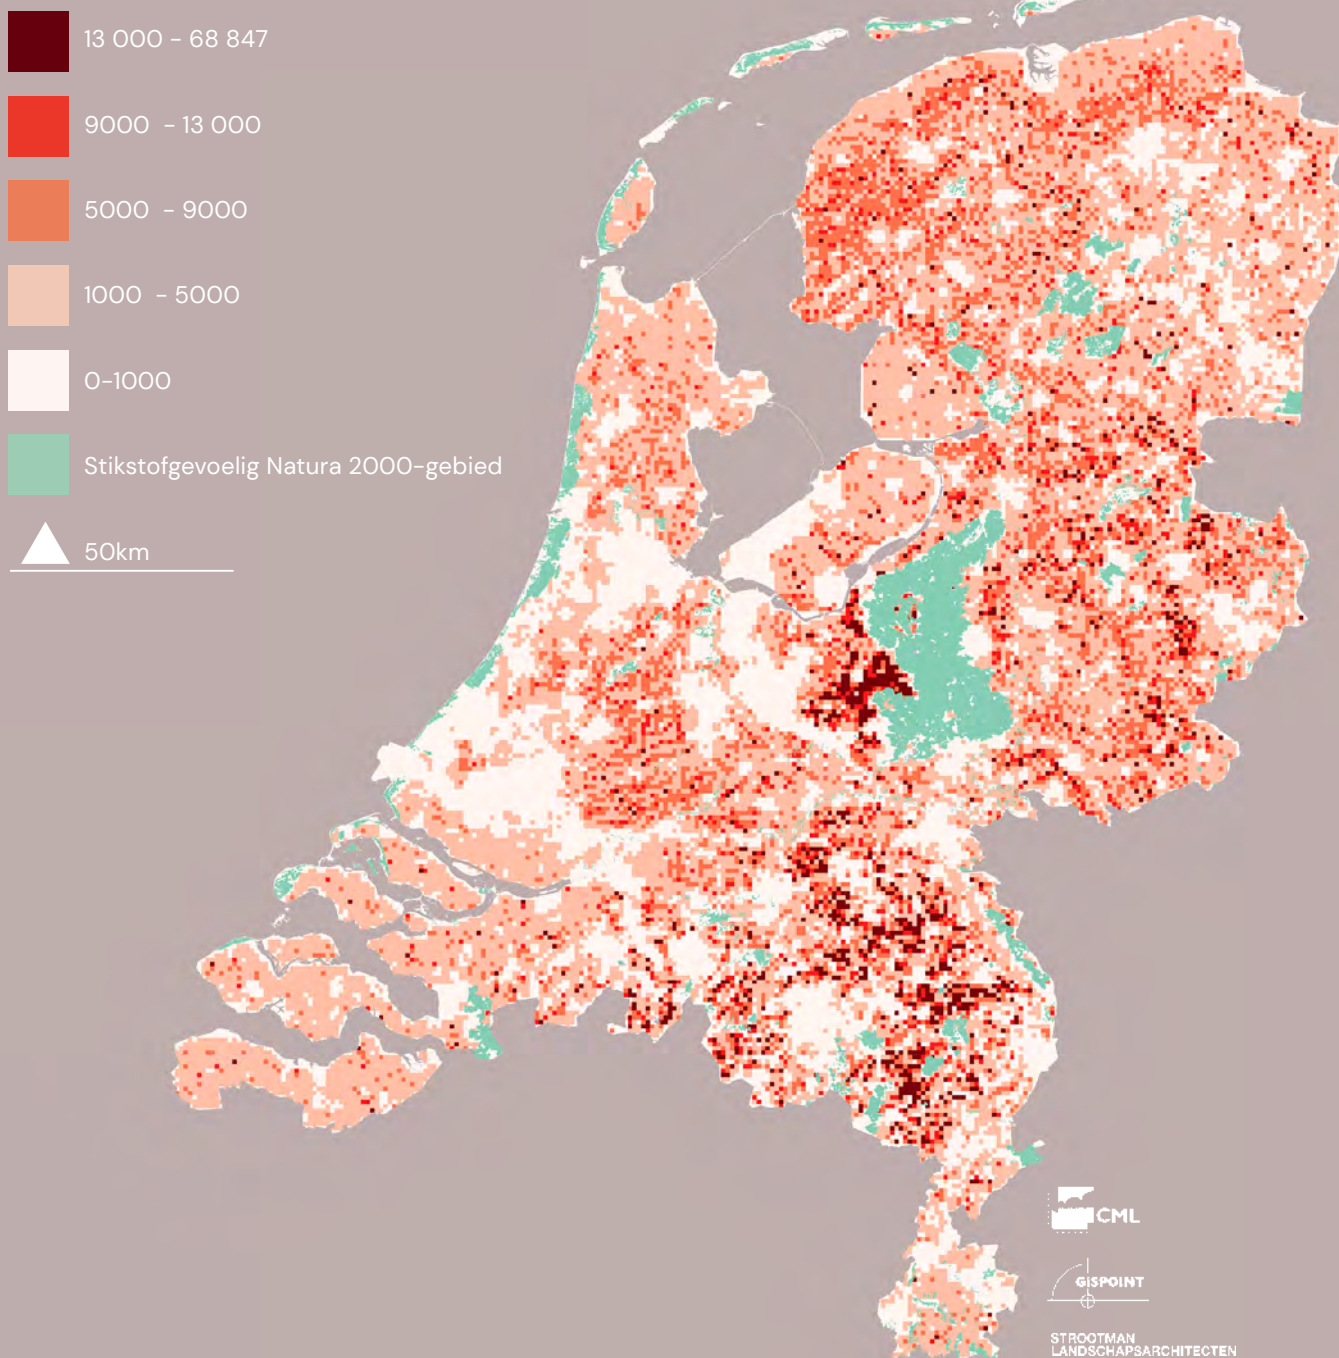 13 000 - 68 847
9000 - 13 000
5000 - 9000
1000 - 5000
0-1000
Stikstofgevoelig Natura 2000-gebied
50km
CML
GISPOINT
STROOTMAN
LANDSCHAPSARCHITECTEN